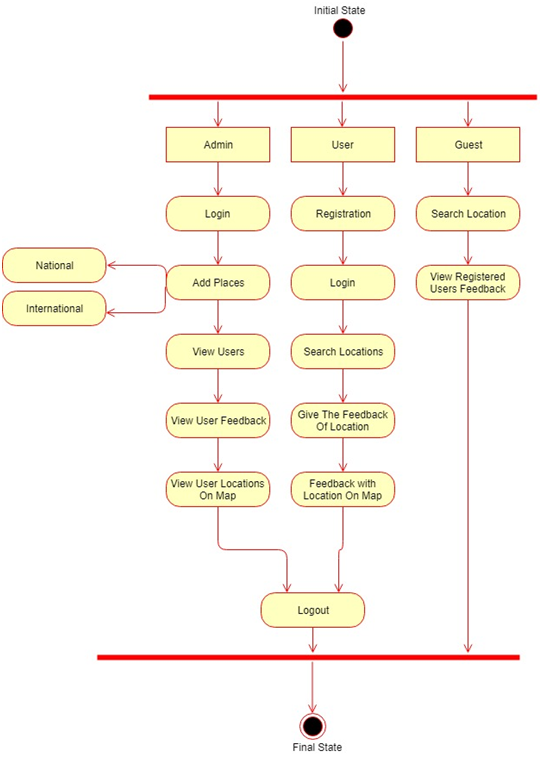 Initial State
Admin
User
Guest
Login
Registration
Search Location
National
International
Add Places
Login
View Registered
Users Feedback
View Users
Search Locations
View User Feedback
Give The Feedback
Of Location
View User Locations
On Map
Feedback with
Location On Map
Logout
Final State